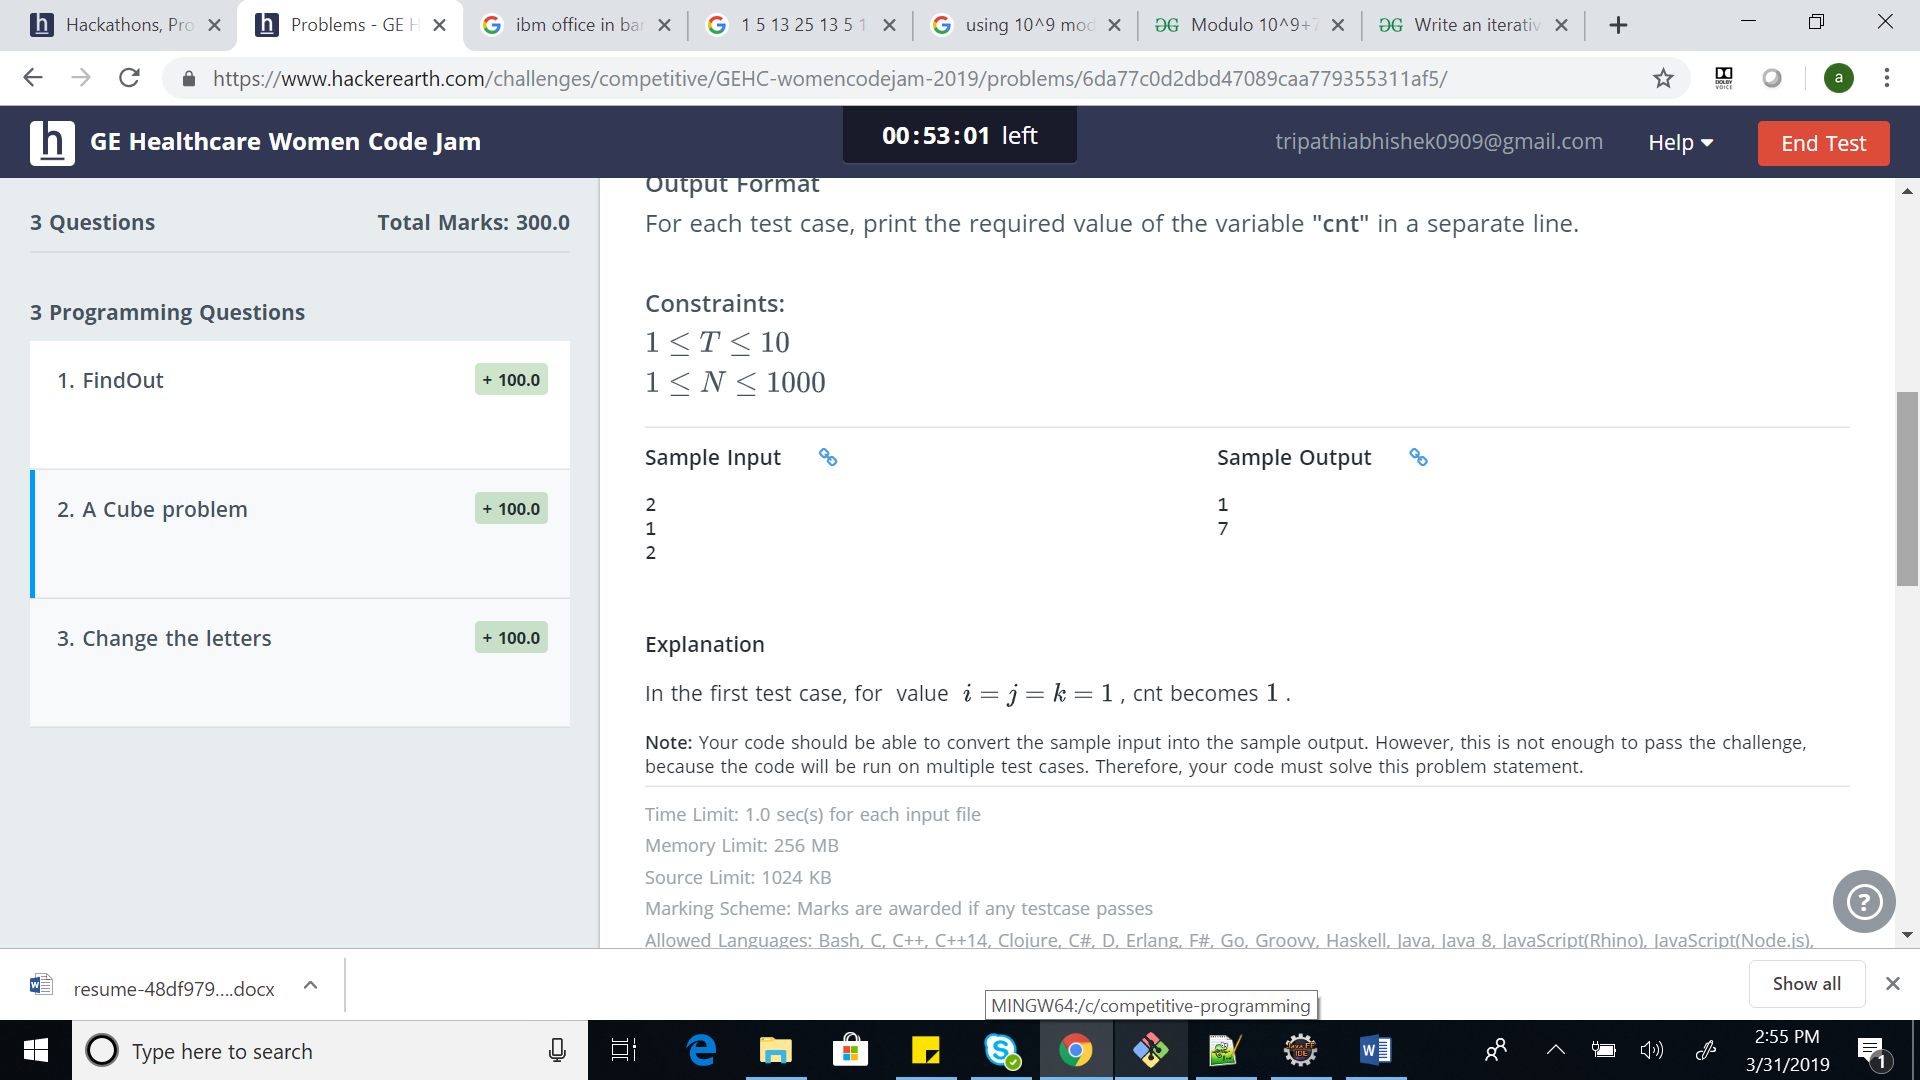 Hackathons, Pro
Problems - GE H
ibm office in bar
1 5 13 25 13 5 1
using 10^9 mod
Modulo 10^9+7
Write an iterativ
https://www.hackerearth.com/challenges/competitive/GEHC-womencodejam-2019/problems/6da77c0d2dbd47089caa779355311af5/
DOLBY
VOICE
a
h
GE Healthcare Women Code Jam
00:53:01 left
tripathiabhishek0909@gmail.com
Help
End Test
3 Questions
Total Marks: 300.0
3 Programming Questions
1. FindOut
+ 100.0
2. A Cube problem
+ 100.0
3. Change the letters
+ 100.0
Output Format
For each test case, print the required value of the variable "cnt" in a separate line.
Constraints:
1 ≤ T ≤ 10
1 ≤ N ≤ 1000
Sample Input
2
1
2
Sample Output
1
7
Explanation
In the first test case, for value i = j = k = 1 , cnt becomes 1 .
Note: Your code should be able to convert the sample input into the sample output. However, this is not enough to pass the challenge,
because the code will be run on multiple test cases. Therefore, your code must solve this problem statement.
Time Limit: 1.0 sec(s) for each input file
Memory Limit: 256 MB
Source Limit: 1024 KB
Marking Scheme: Marks are awarded if any testcase passes
Allowed Languages: Bash, C, C++, C++14, Clojure, C#, D, Erlang, F#, Go, Groovy, Haskell, Java, Java 8, JavaScript(Rhino), JavaScript(Node.js),
?
resume-48df979....docx
Show all
MINGW64:/c/competitive-programming
Type here to search
Java EE
IDE
2:55 PM
3/31/2019
1